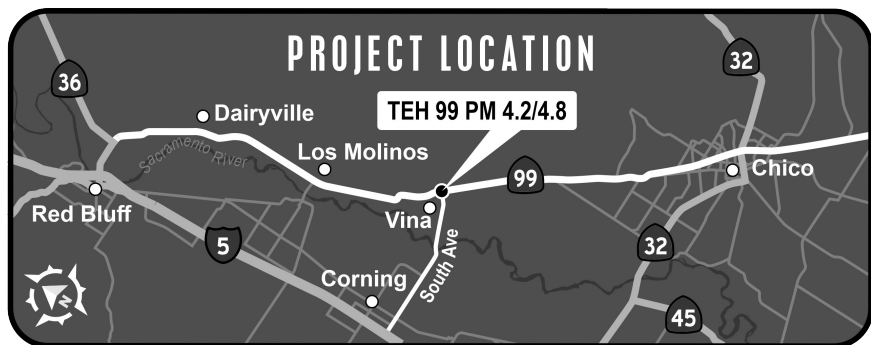 PROJECT LOCATION
36
32
Dairyville
TEH 99 PM 4.2/4.8
Sacramento River
Los Molinos
99
Chico
Red Bluff
Vina
5
South Ave
32
Corning
N
45